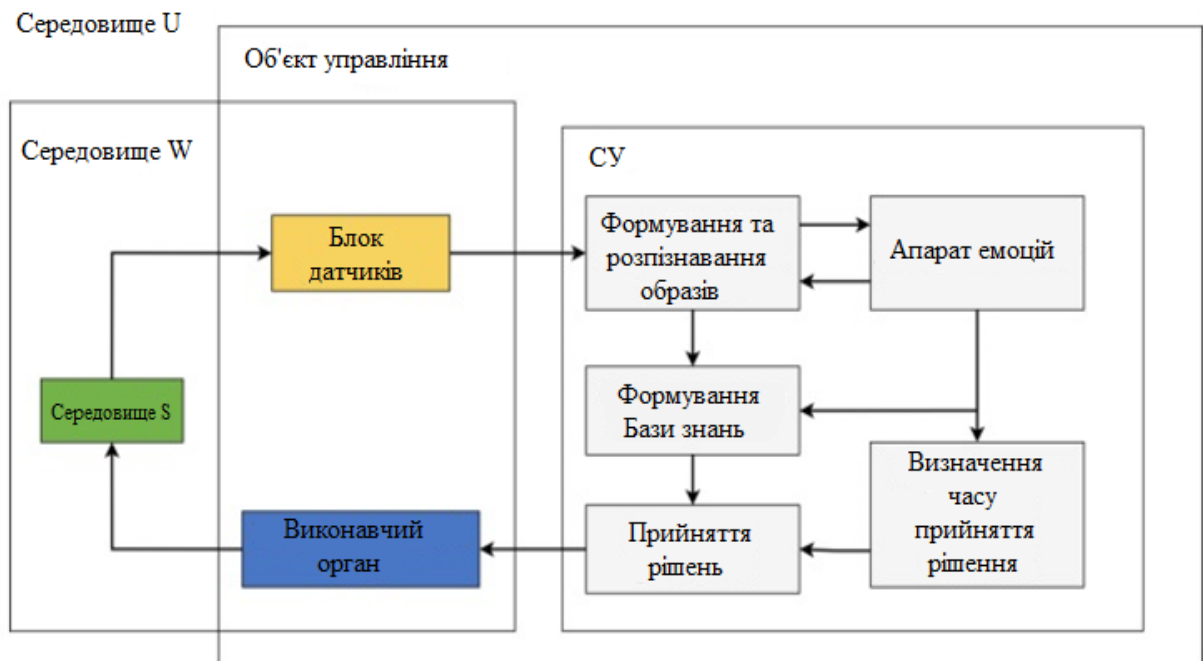 Середовище U
Об'єкт управління
Середовище W
СУ
Блок
датчиків
Формування та
розпізнавання
образів
Апарат емоцій
Середовище S
Формування
Бази знань
Визначення
часу
прийняття
рішення
Виконавчий
орган
Прийняття
рішень